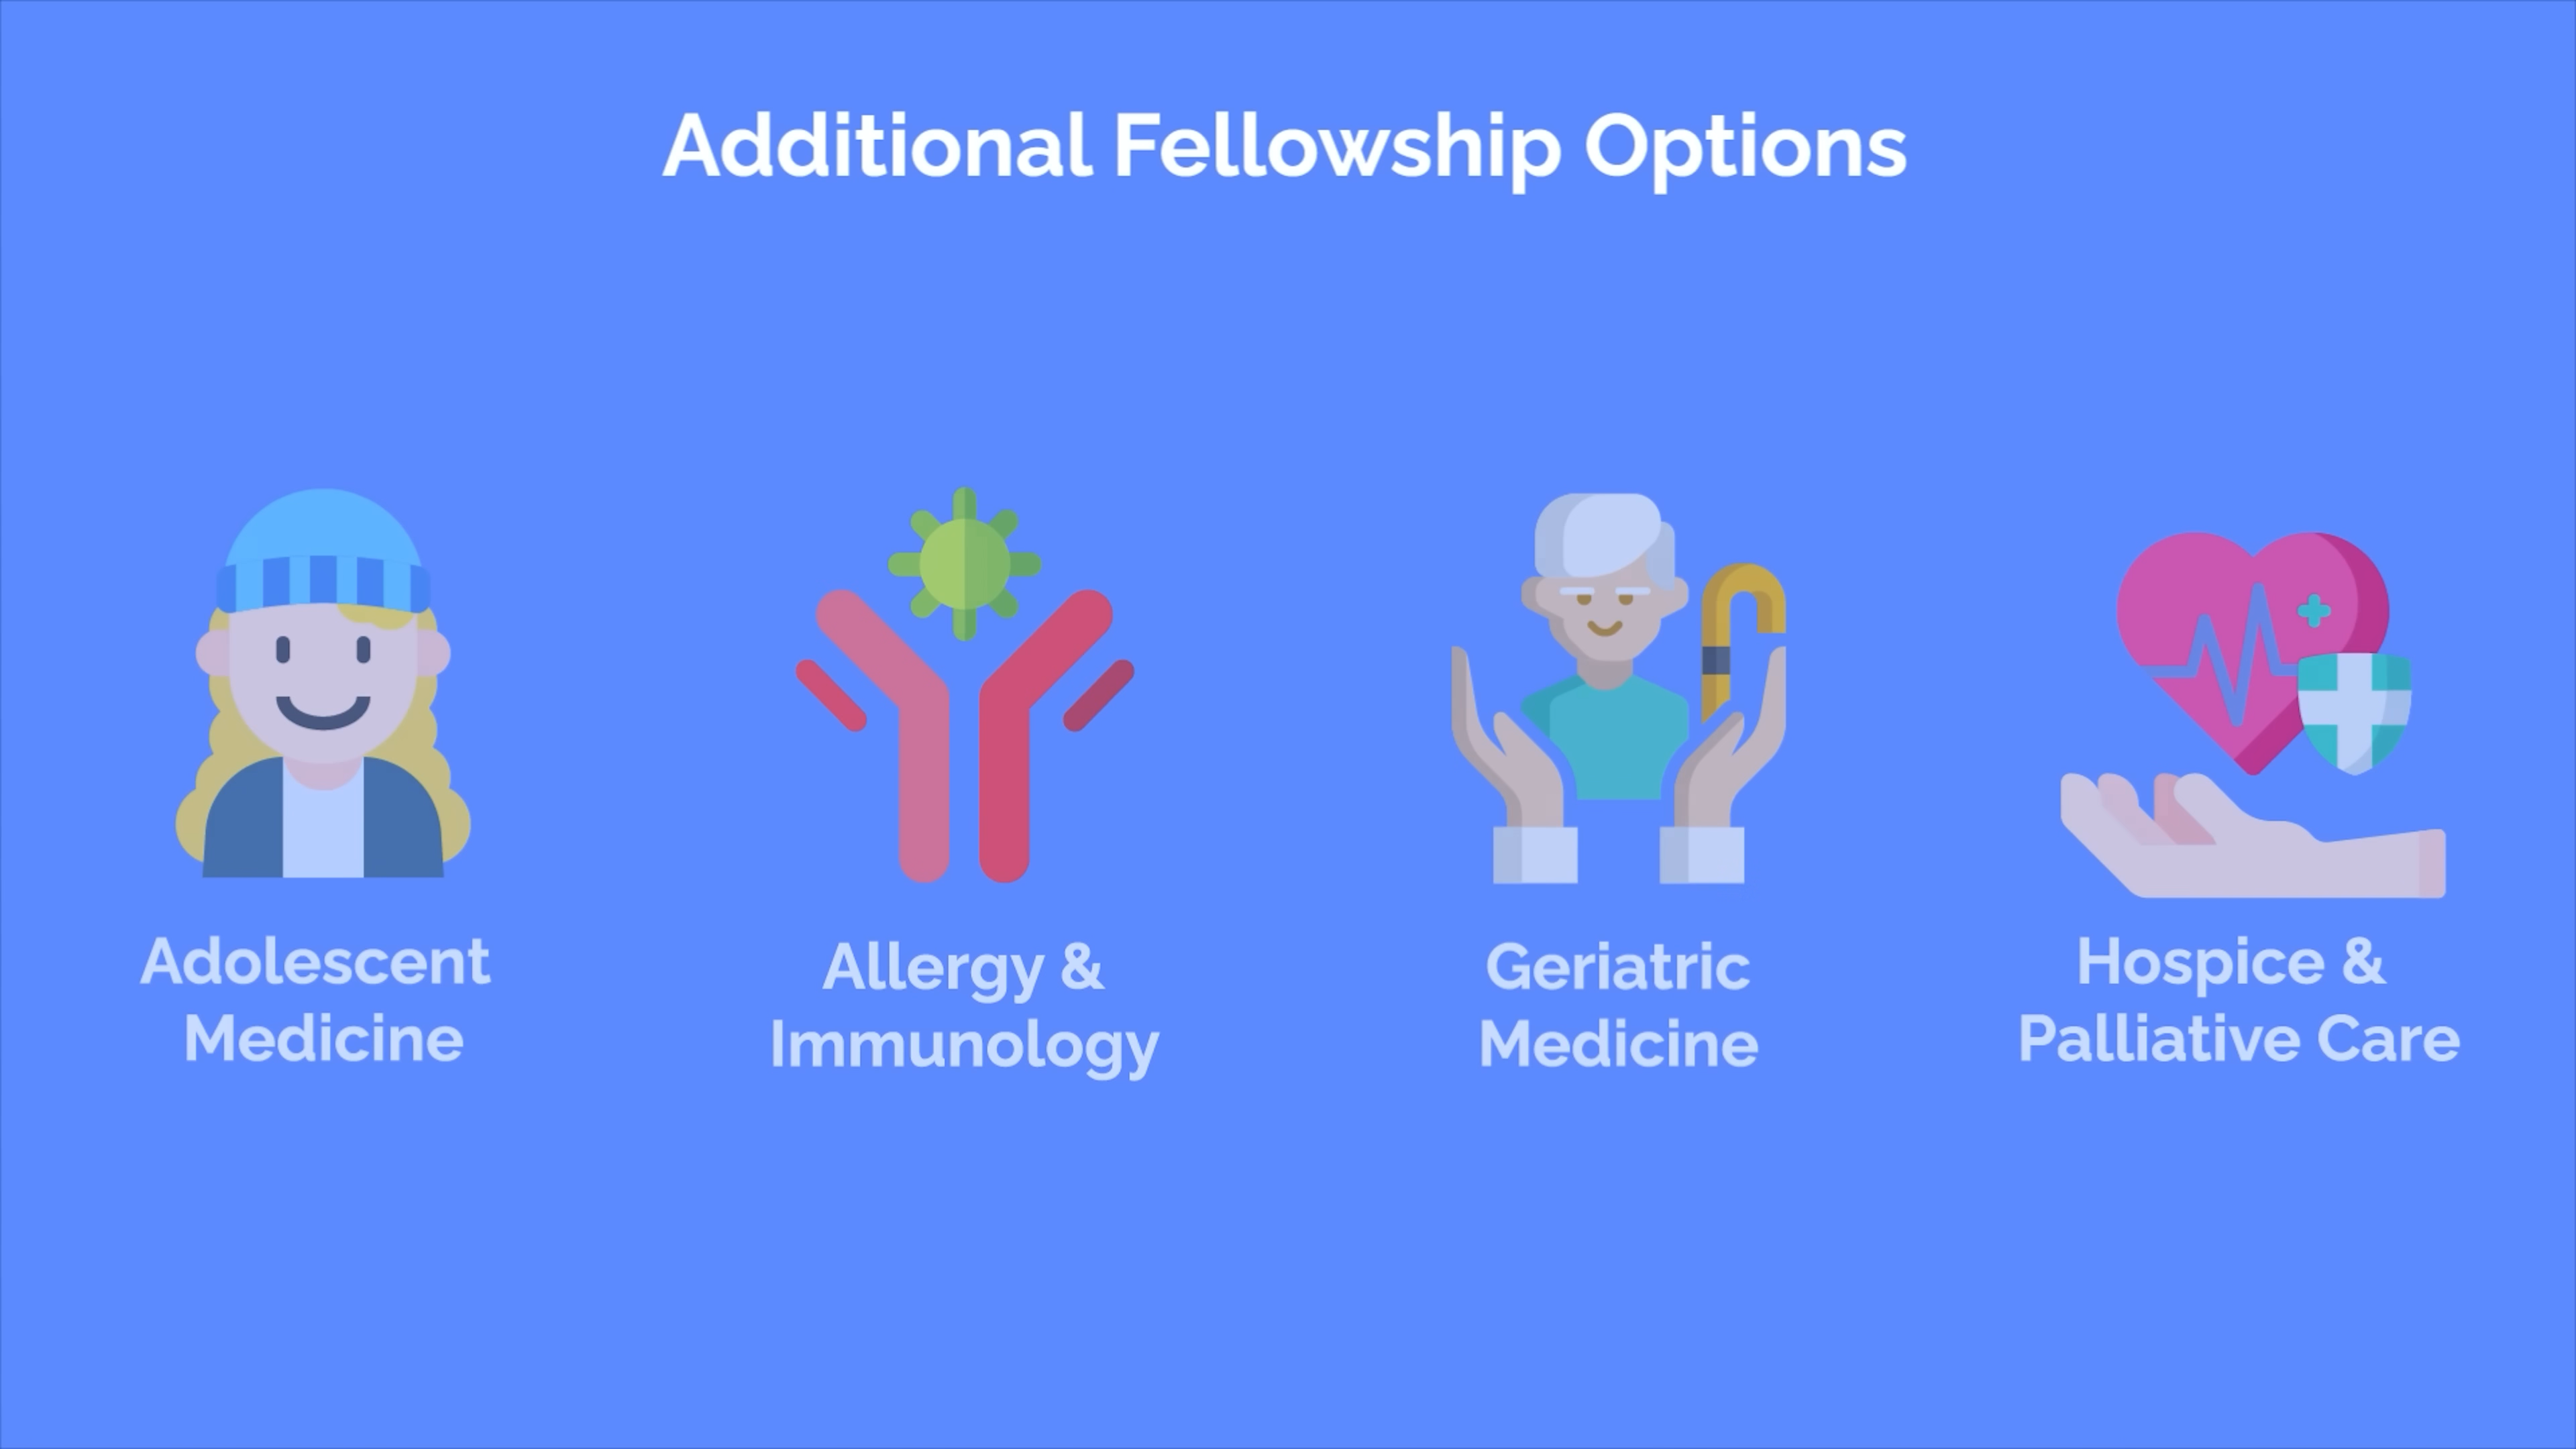 Additional Fellowship Options
Adolescent
Medicine
Allergy &
Immunology
Geriatric
Medicine
Hospice &
Palliative Care